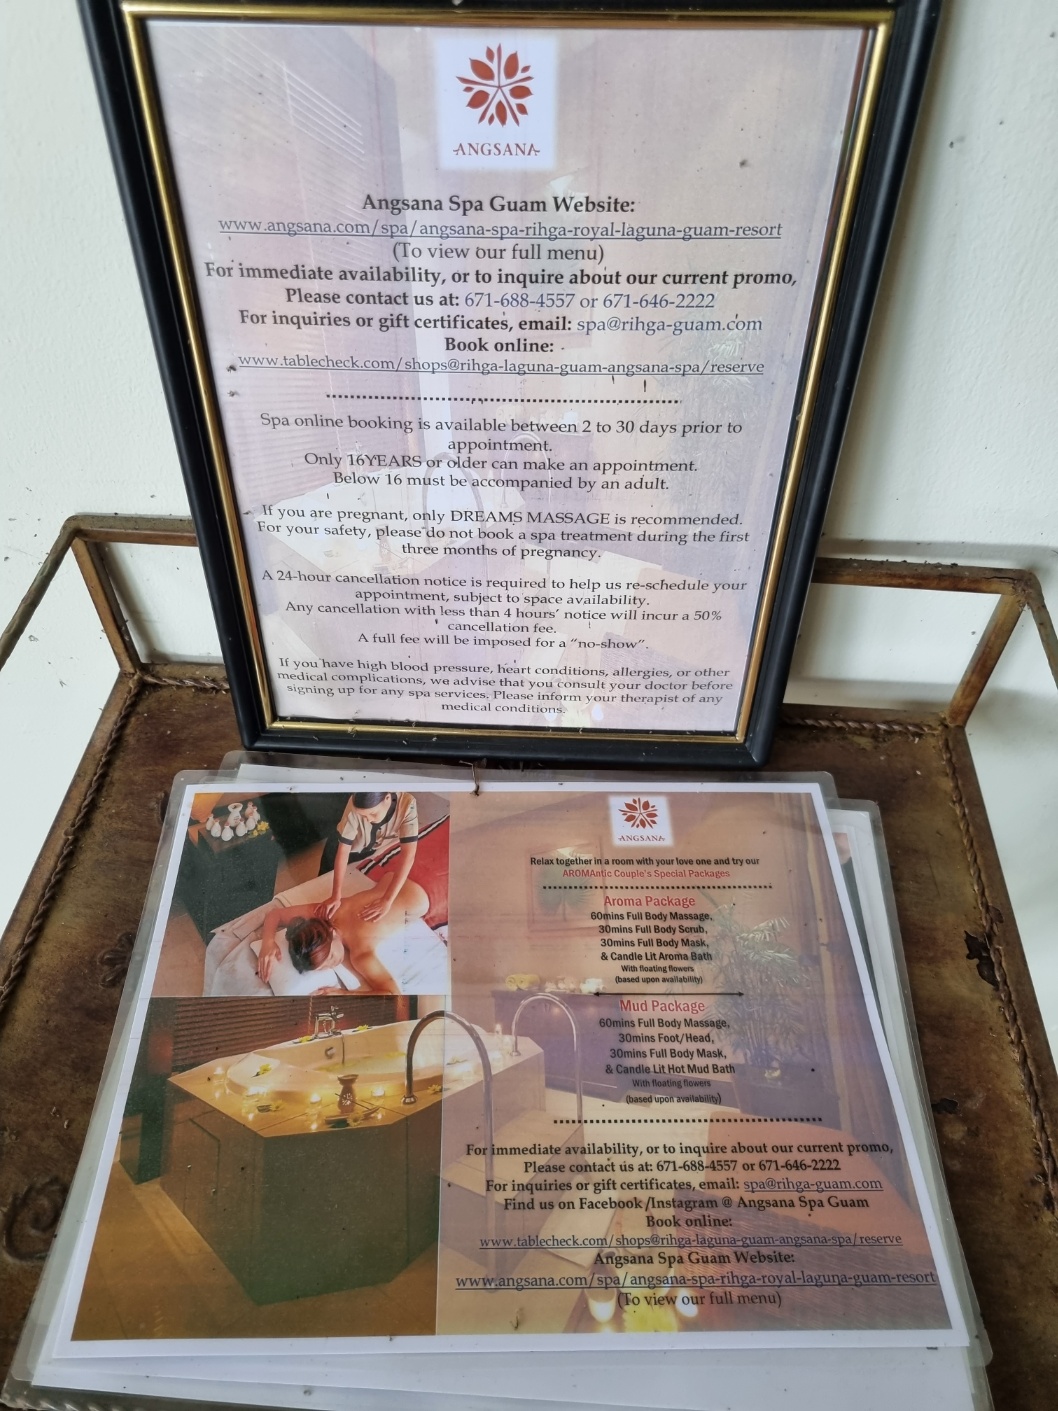 ANGSANA
Angsana Spa Guam Website:
www.angsana.com/spa/angsana-spa-rihga-royal-laguna-guam-resort
(To view our full menu)
For immediate availability, or to inquire about our current promo,
Please contact us at: 671-688-4557 or 671-646-2222
For inquiries or gift certificates, email: spa@rihga-guam.com
Book online:
www.tablecheck.com/shops@rihga-laguna-guam-angsana-spa/reserve
Spa online booking is available between 2 to 30 days prior to
appointment.
Only 16YEARS or older can make an appointment.
Below 16 must be accompanied by an adult.
If you are pregnant, only DREAMS MASSAGE is recommended.
For your safety, please do not book a spa treatment during the first
three months of pregnancy.
A 24-hour cancellation notice is required to help us re-schedule your
appointment, subject to space availability.
Any cancellation with less than 4 hours' notice will incur a 50%
cancellation fee.
A full fee will be imposed for a "no-show".
If you have high blood pressure, heart conditions, allergies, or other
medical complications, we advise that you consult your doctor before
signing up for any spa services. Please inform your therapist of any
medical conditions.
ANGSANA
Relax together in a room with your love one and try our
AROMAntic Couple's Special Packages
Aroma Package
60mins Full Body Massage,
30mins Full Body Scrub,
30mins Full Body Mask,
& Candle Lit Aroma Bath
With floating flowers
(based upon availability)
Mud Package
60mins Full Body Massage,
30mins Foot/Head,
30mins Full Body Mask,
& Candle Lit Hot Mud Bath
With floating flowers
(based upon availability)
For immediate availability, or to inquire about our current promo,
Please contact us at: 671-688-4557 or 671-646-2222
For inquiries or gift certificates, email: spa@rihga-guam.com
Find us on Facebook/Instagram @ Angsana Spa Guam
Book online:
www.tablecheck.com/shops@rihga-laguna-guam-angsana-spa/reserve
Angsana Spa Guam Website:
www.angsana.com/spa/angsana-spa-rihga-royal-laguna-guam-resort
(To view our full menu)